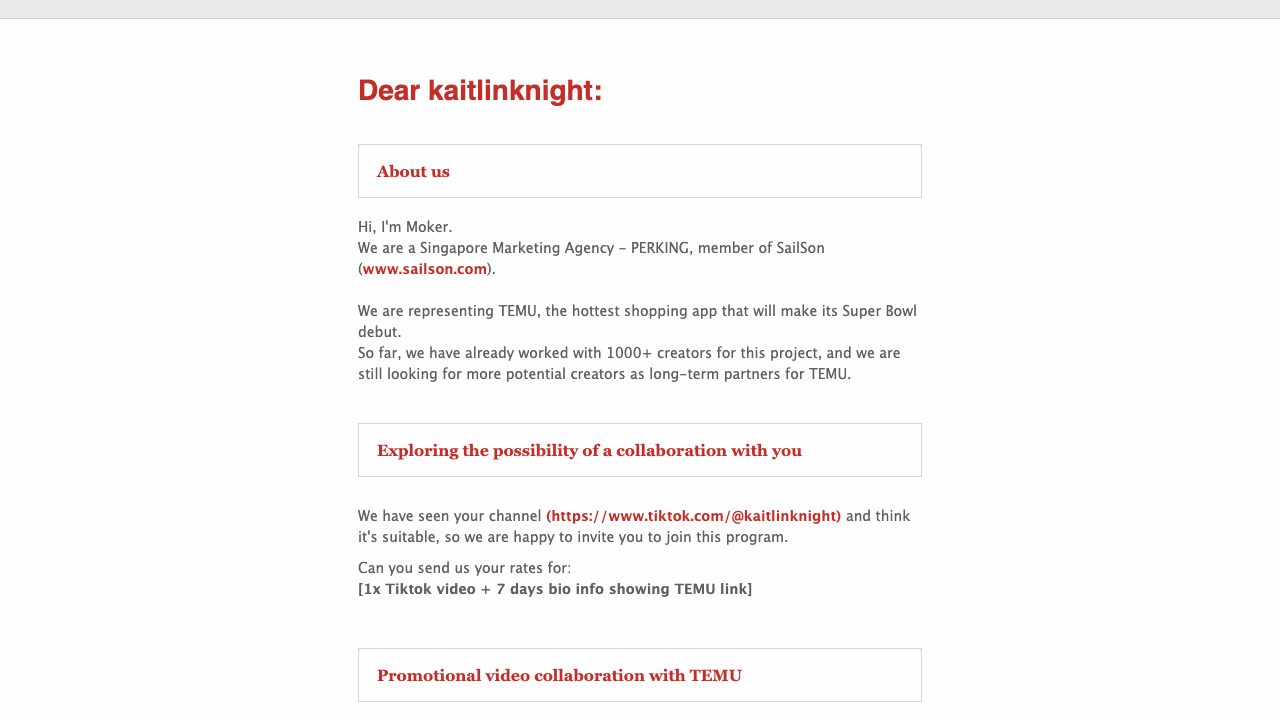 Dear kaitlinknight:
About us
Hi, I'm Moker.
We are a Singapore Marketing Agency - PERKING, member of SailSon
(www.sailson.com).
We are representing TEMU, the hottest shopping app that will make its Super Bowl
debut.
So far, we have already worked with 1000+ creators for this project, and we are
still looking for more potential creators as long-term partners for TEMU.
Exploring the possibility of a collaboration with you
We have seen your channel (https://www.tiktok.com/@kaitlinknight) and think
it's suitable, so we are happy to invite you to join this program.
Can you send us your rates for:
[1x Tiktok video + 7 days bio info showing TEMU link]
Promotional video collaboration with TEMU